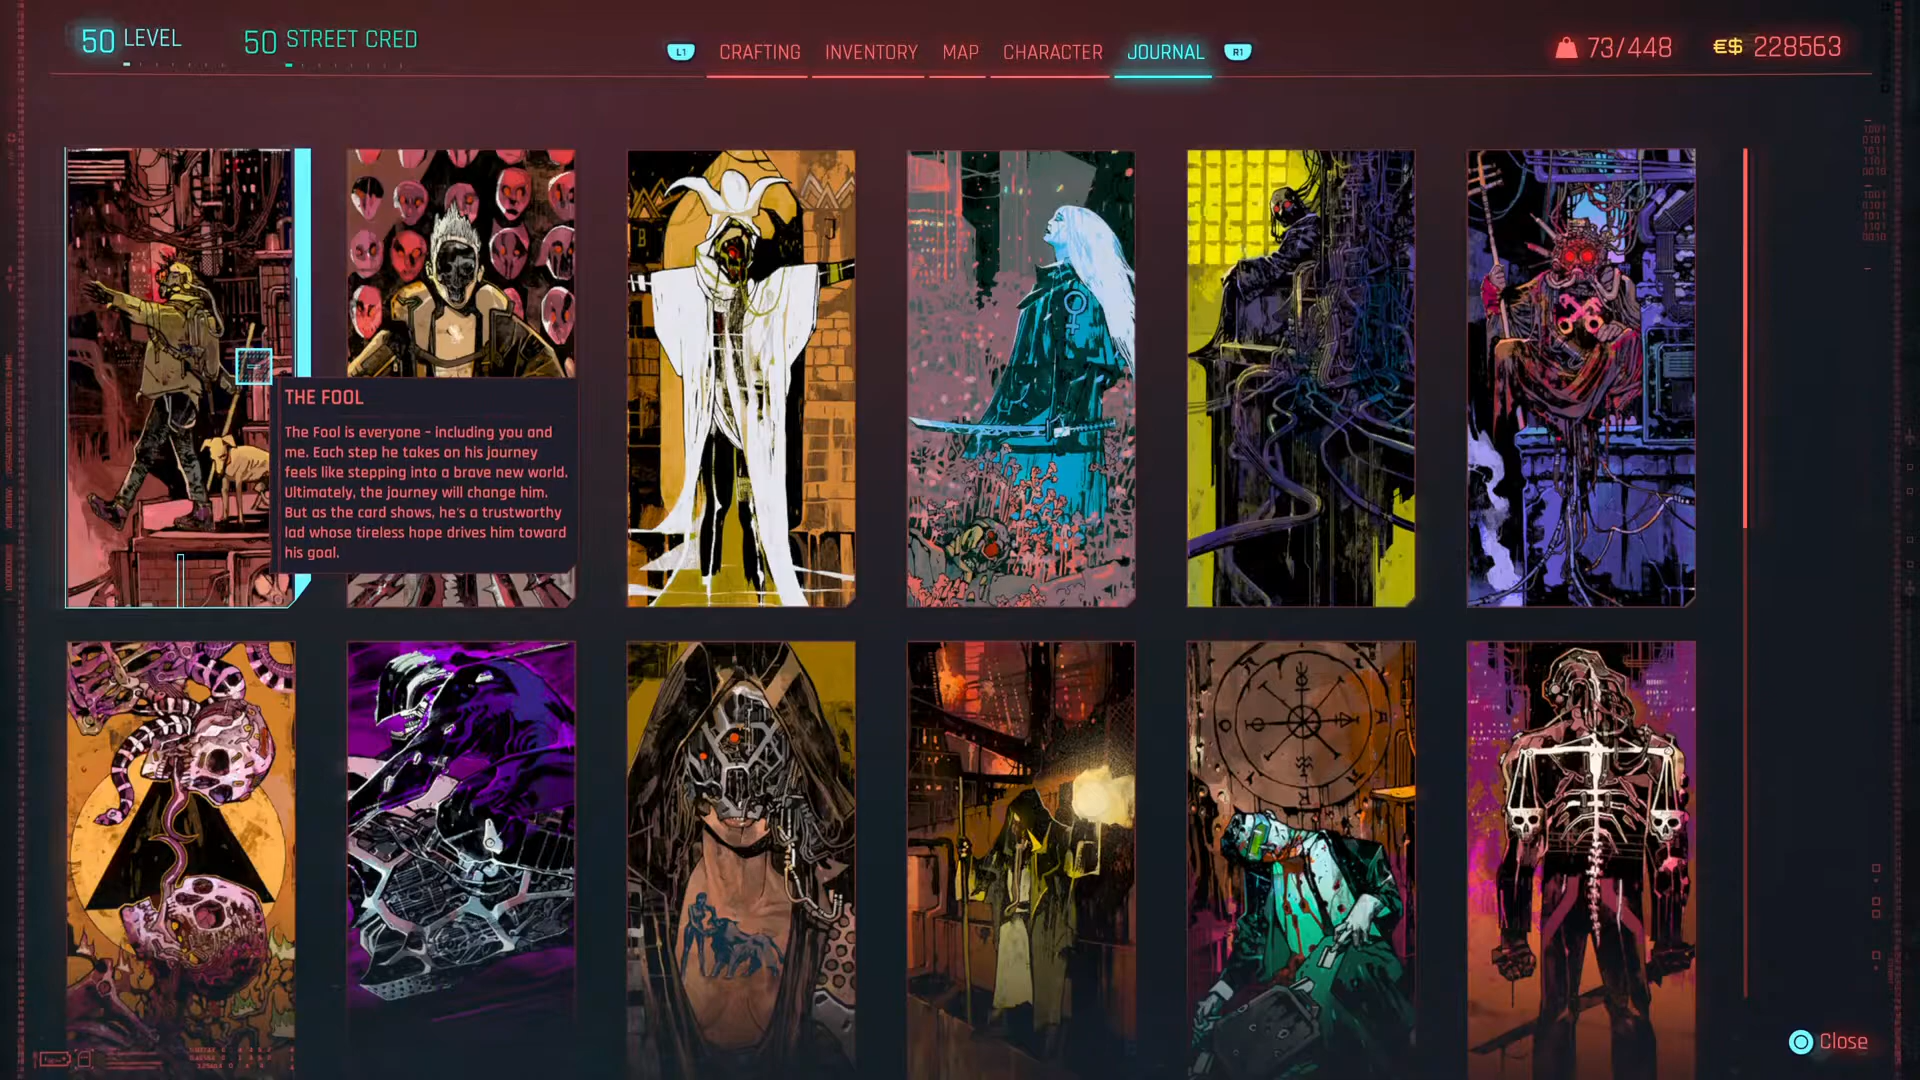 50 LEVEL
50 STREET CRED
L1
CRAFTING
INVENTORY
MAP
CHARACTER
JOURNAL
R1
73/448
€$ 228563
THE FOOL
The Fool is everyone - including you and
me. Each step he takes on his journey
feels like stepping into a brave new world.
Ultimately, the journey will change him.
But as the card shows, he's a trustworthy
lad whose tireless hope drives him toward
his goal.
Close